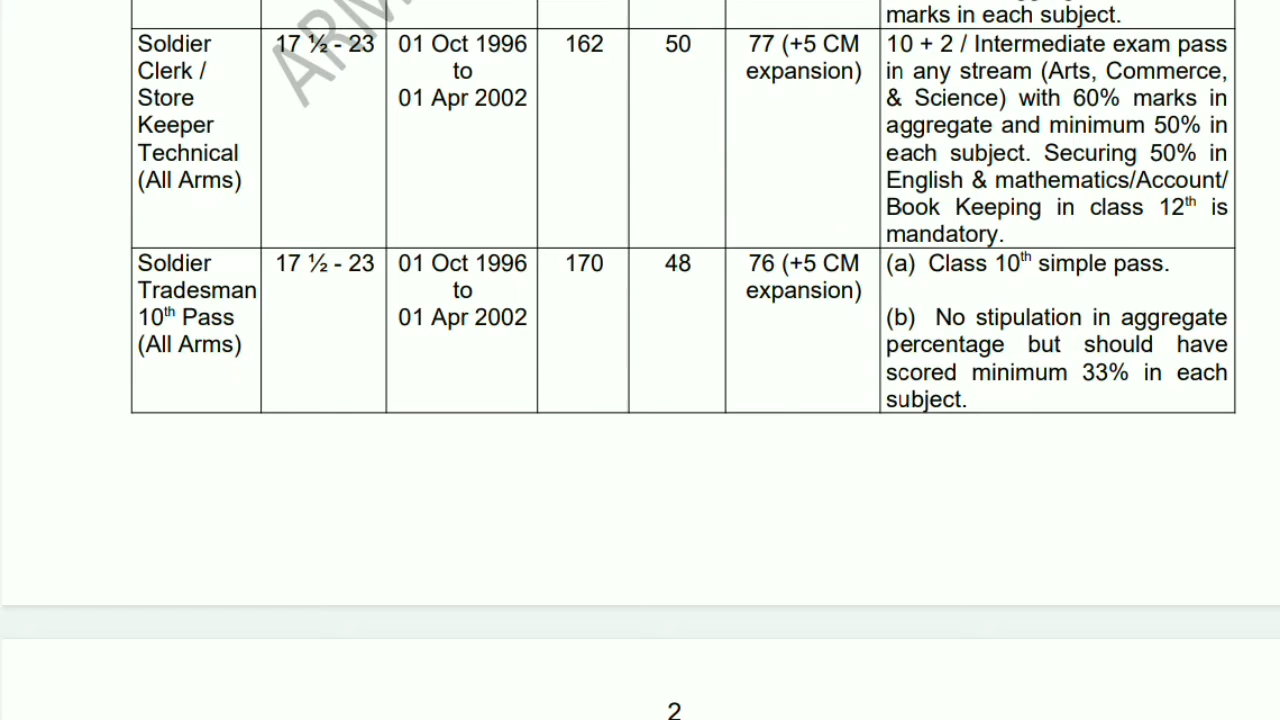 marks in each subject.
Soldier 17 ½ - 23 01 Oct 1996 162 50 77 (+5 CM 10 + 2 / Intermediate exam pass
Clerk / to expansion) in any stream (Arts, Commerce,
Store 01 Apr 2002 & Science) with 60% marks in
Keeper aggregate and minimum 50% in
Technical each subject. Securing 50% in
(All Arms) English & mathematics/Account/
Book Keeping in class 12th is
mandatory.
Soldier 17 ½ - 23 01 Oct 1996 170 48 76 (+5 CM (a) Class 10th simple pass.
Tradesman to expansion)
10th Pass 01 Apr 2002 (b) No stipulation in aggregate
(All Arms) percentage but should have
scored minimum 33% in each
subject.
2